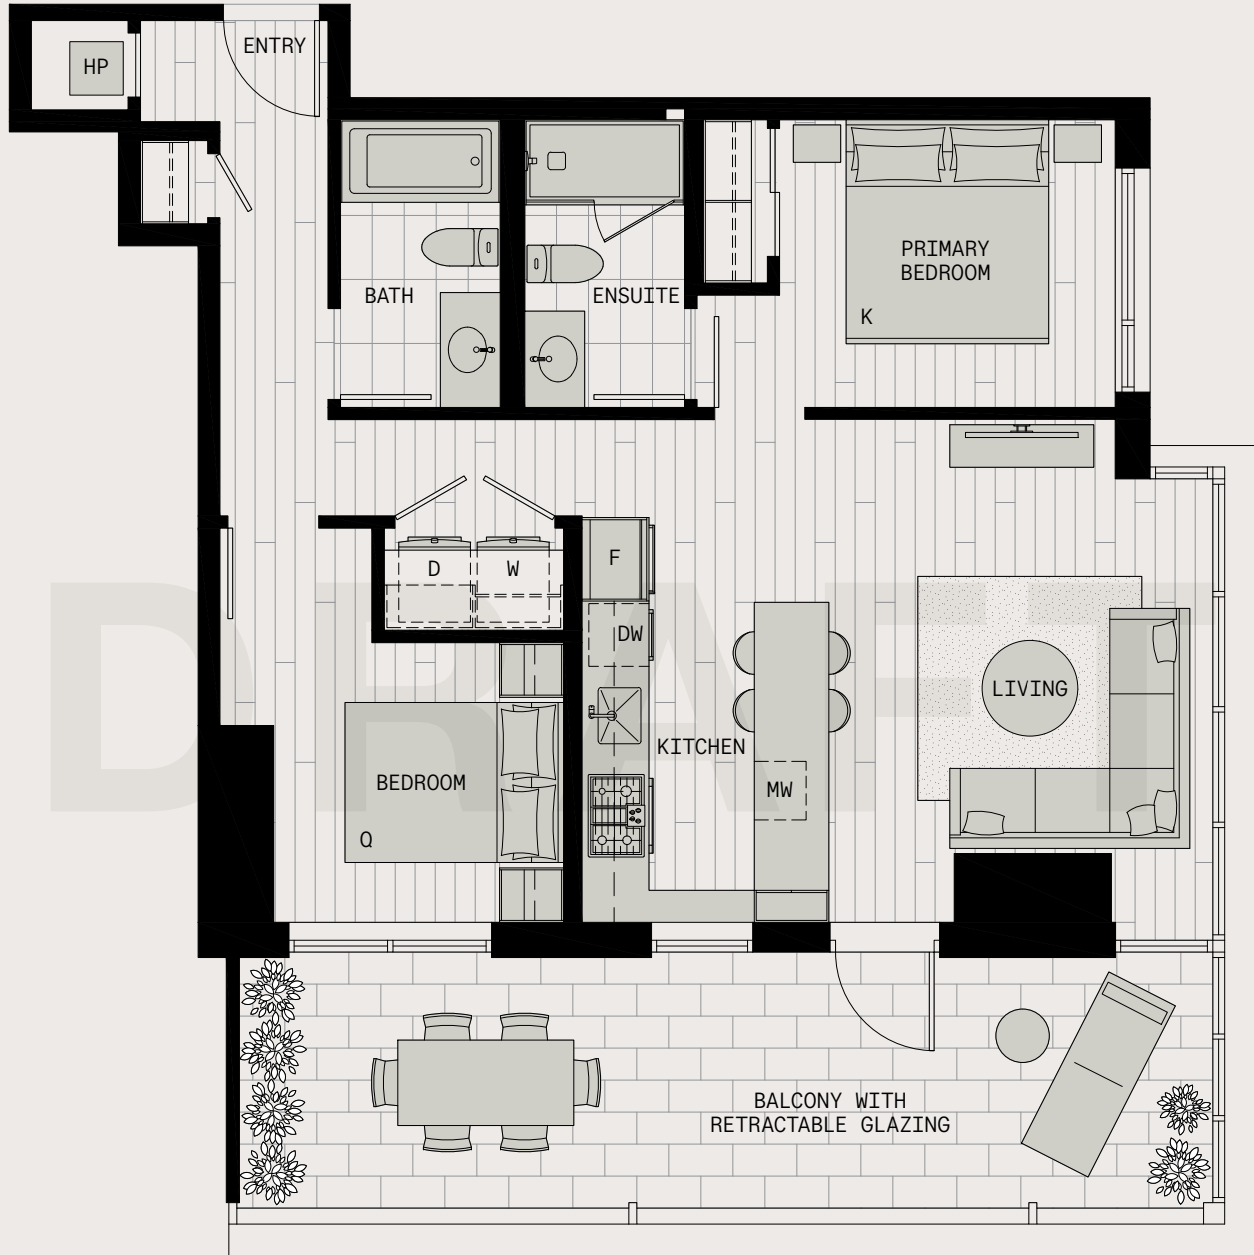 ENTRY
HP
PRIMARY
BEDROOM
K
BATH
ENSUITE
F
D
W
DW
DRAFT
LIVING
KITCHEN
BEDROOM
MW
Q
BALCONY WITH
RETRACTABLE GLAZING